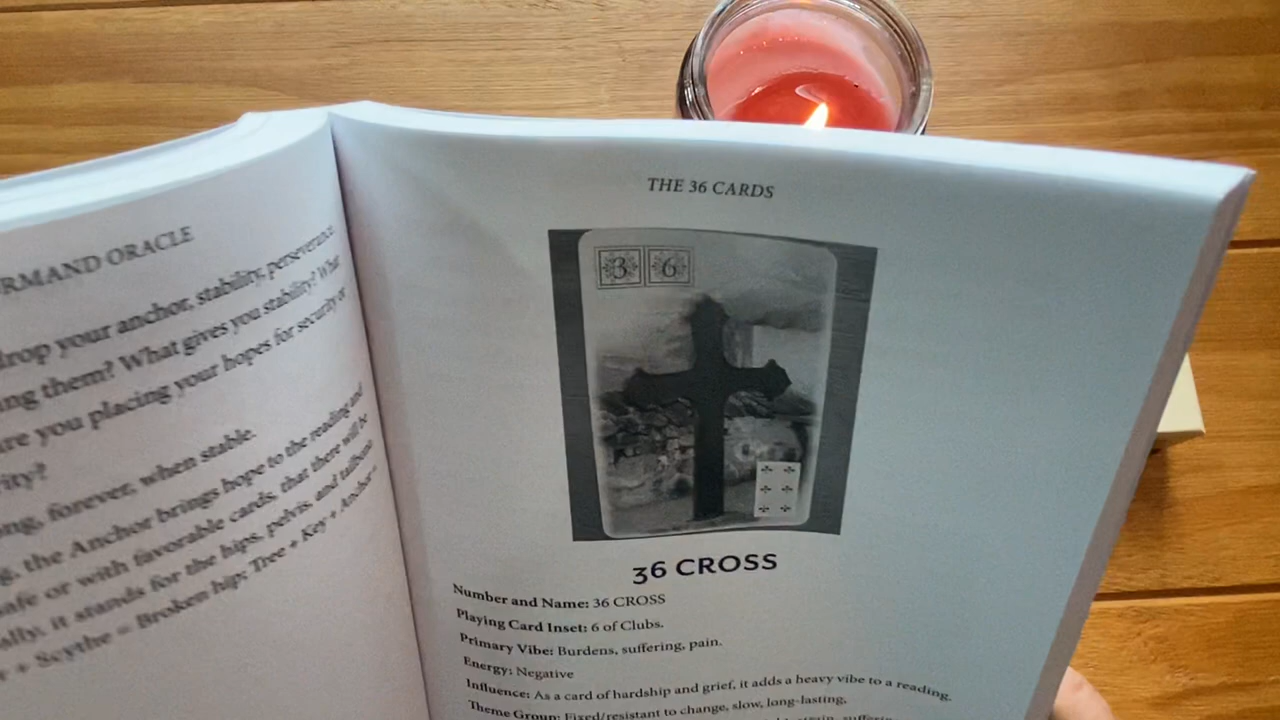 RMAND ORACLE
drop your anchor, stability, perseverance.
ing them? What gives you stability? What
are you placing your hopes for security or
rity?
ong, forever, when stable.
g, the Anchor brings hope to the reading and
safe or with favorable cards, that there will be
ally, it stands for the hips, pelvis, and tailbone.
+ Scythe = Broken hip; Tree + Key + Anchor =
THE 36 CARDS
3 6
36 CROSS
Number and Name: 36 CROSS
Playing Card Inset: 6 of Clubs.
Primary Vibe: Burdens, suffering, pain.
Energy: Negative
Influence: As a card of hardship and grief, it adds a heavy vibe to a reading.
Theme Group: Fixed/resistant to change, slow, long-lasting,